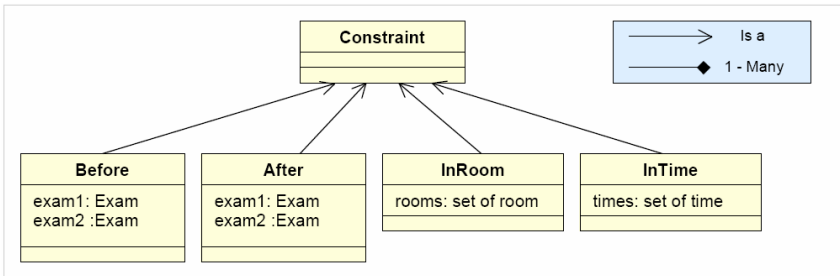 Constraint
Is a
1 - Many
Before
exam1: Exam
exam2 :Exam
After
exam1: Exam
exam2 :Exam
InRoom
rooms: set of room
InTime
times: set of time